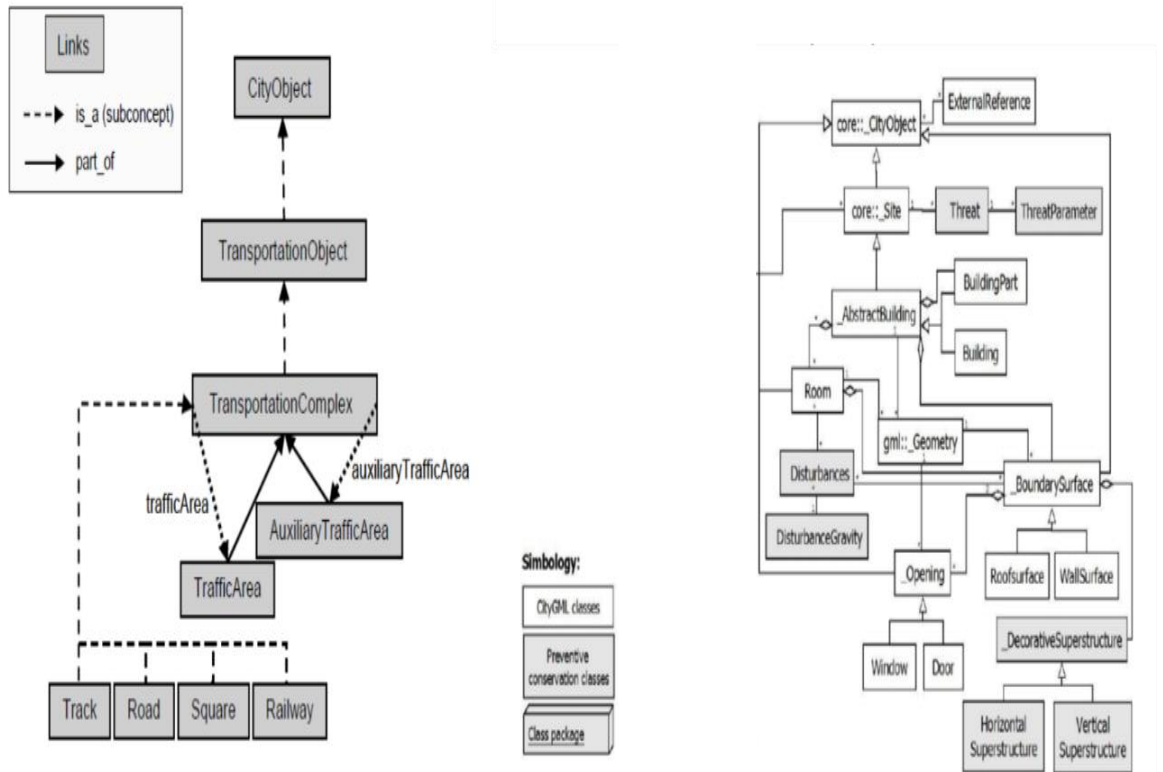 Links
is_a (subconcept)
part_of
CityObject
TransportationObject
TransportationComplex
trafficArea
auxiliaryTrafficArea
AuxiliaryTrafficArea
TrafficArea
Track
Road
Square
Railway
Simbology:
CityGML classes
Preventive
conservation classes
Class package
ExternalReference
core::_CityObject
core::_Site
Threat
ThreatParameter
BuildingPart
_AbstractBuilding
Building
Room
gml::_Geometry
Disturbances
_BoundarySurface
DisturbanceGravity
_Opening
Roofsurface
WallSurface
_DecorativeSuperstructure
Window
Door
Horizontal
Superstructure
Vertical
Superstructure